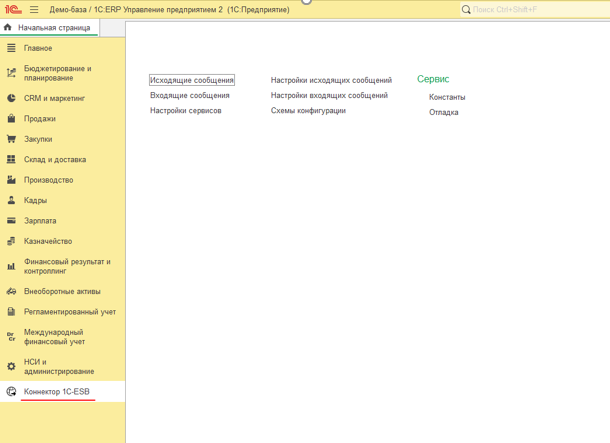 1С Демо-база / 1С:ERP Управление предприятием 2 (1С:Предприятие)
Поиск Ctrl+Shift+F
Начальная страница
Главное
Бюджетирование и
планирование
CRM и маркетинг
Продажи
Закупки
Склад и доставка
Производство
Кадры
Зарплата
Казначейство
Финансовый результат и
контроллинг
Внеоборотные активы
Регламентированный учет
Dr
Cr
Международный
финансовый учет
НСИ и
администрирование
Коннектор 1С-ESB
Исходящие сообщения
Входящие сообщения
Настройки сервисов
Настройки исходящих сообщений
Настройки входящих сообщений
Схемы конфигурации
Сервис
Константы
Отладка